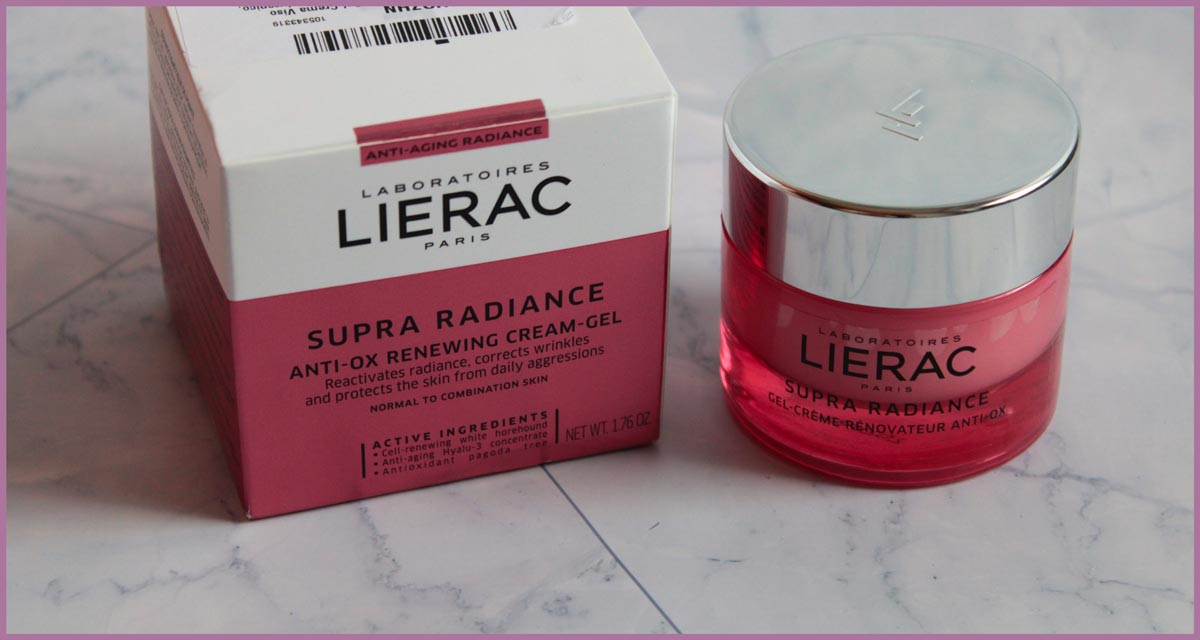 Crema Viso
105343319
ANTI-AGING RADIANCE
LABORATOIRES
LIERAC
PARIS
SUPRA RADIANCE
ANTI-OX RENEWING CREAM-GEL
Reactivates radiance, corrects wrinkles
and protects the skin from daily aggressions
NORMAL TO COMBINATION SKIN
ACTIVE INGREDIENTS
• Cell-renewing white horehound
• Anti-aging Hyalu-3 concentrate
• Antioxidant pagoda tree
NET WT. 1.76 OZ.
LABORATOIRES
LIERAC
PARIS
SUPRA RADIANCE
GEL-CRÈME RÉNOVATEUR ANTI-OX